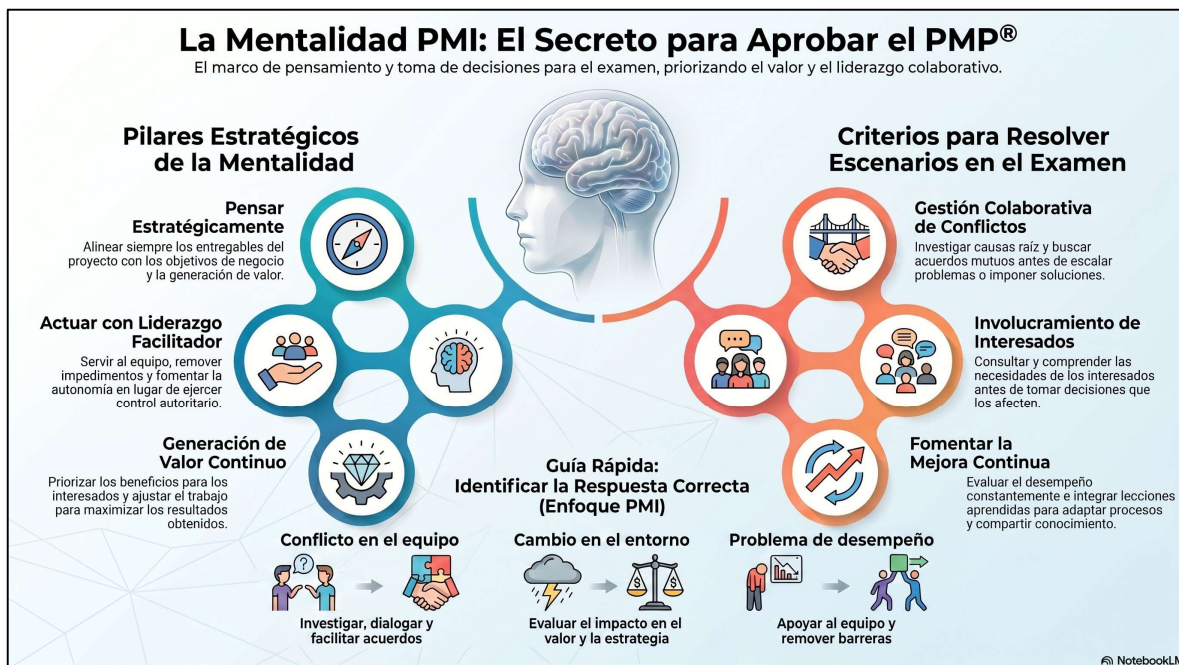 La Mentalidad PMI: El Secreto para Aprobar el PMP®
El marco de pensamiento y toma de decisiones para el examen, priorizando el valor y el liderazgo colaborativo.
Pilares Estratégicos
de la Mentalidad
Pensar
Estratégicamente
Alinear siempre los entregables del
proyecto con los objetivos de negocio
y la generación de valor.
Actuar con Liderazgo
Facilitador
Servir al equipo, remover
impedimentos y fomentar la
autonomía en lugar de ejercer
control autoritario.
Generación de
Valor Continuo
Priorizar los beneficios para los
interesados y ajustar el trabajo
para maximizar los resultados
obtenidos.
Criterios para Resolver
Escenarios en el Examen
Gestión Colaborativa
de Conflictos
Investigar causas raíz y buscar
acuerdos mutuos antes de escalar
problemas o imponer soluciones.
Involucramiento de
Interesados
Consultar y comprender las
necesidades de los interesados
antes de tomar decisiones que
los afecten.
Fomentar la
Mejora Continua
Evaluar el desempeño
constantemente e integrar lecciones
aprendidas para adaptar procesos
y compartir conocimiento.
Guía Rápida:
Identificar la Respuesta Correcta
(Enfoque PMI)
Conflicto en el equipo
?
Investigar, dialogar y
facilitar acuerdos
Cambio en el entorno
$ $
Evaluar el impacto en el
valor y la estrategia
Problema de desempeño
Apoyar al equipo y
remover barreras
NotebookLM